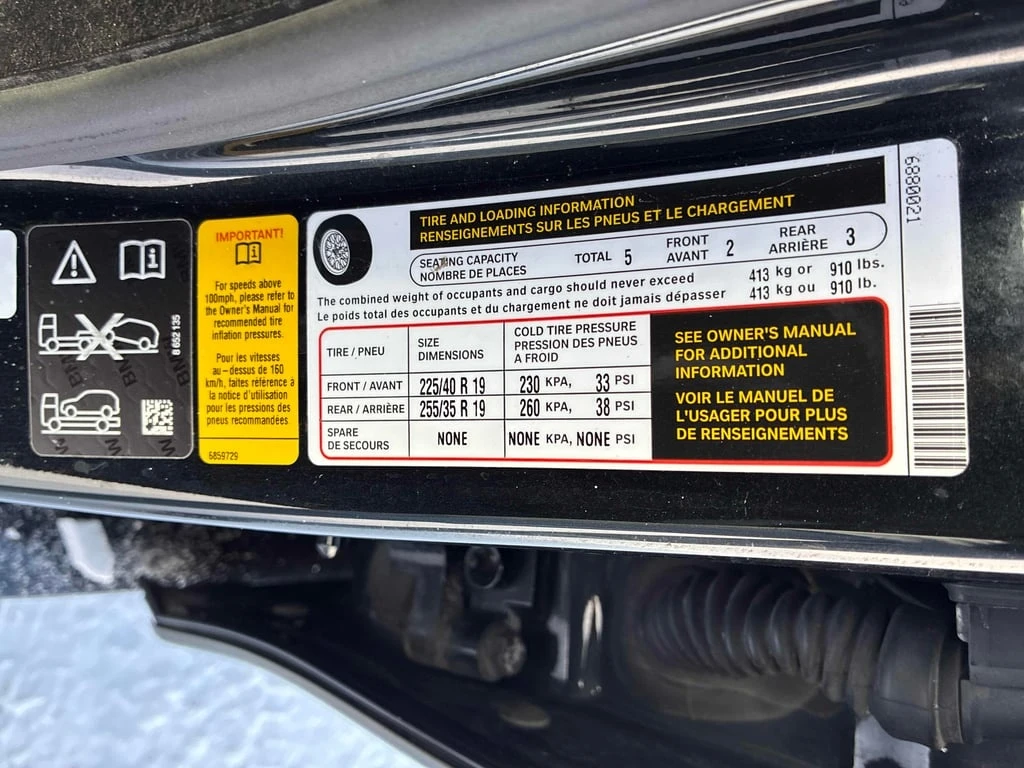 8 652 135
IMPORTANT!
For speeds above
100mph, please refer to
the Owner's Manual for
recommended tire
inflation pressures.
Pour les vitesses
au-dessus de 160
km/h, faites référence à
la notice d'utilisation
pour les pressions des
pneus recommandées
6859729
TIRE AND LOADING INFORMATION
RENSEIGNEMENTS SUR LES PNEUS ET LE CHARGEMENT
SEATING CAPACITY
NOMBRE DE PLACES
TOTAL 5
FRONT
AVANT 2
REAR
ARRIÈRE 3
The combined weight of occupants and cargo should never exceed 413 kg or 910 lbs.
Le poids total des occupants et du chargement ne doit jamais dépasser 413 kg ou 910 lb.
TIRE / PNEU
SIZE
DIMENSIONS
COLD TIRE PRESSURE
PRESSION DES PNEUS
A FROID
FRONT / AVANT 225/40 R 19 230 KPA, 33 PSI
REAR / ARRIÈRE 255/35 R 19 260 KPA, 38 PSI
SPARE
DE SECOURS
NONE NONE KPA, NONE PSI
SEE OWNER'S MANUAL
FOR ADDITIONAL
INFORMATION
VOIR LE MANUEL DE
L'USAGER POUR PLUS
DE RENSEIGNEMENTS
6880021